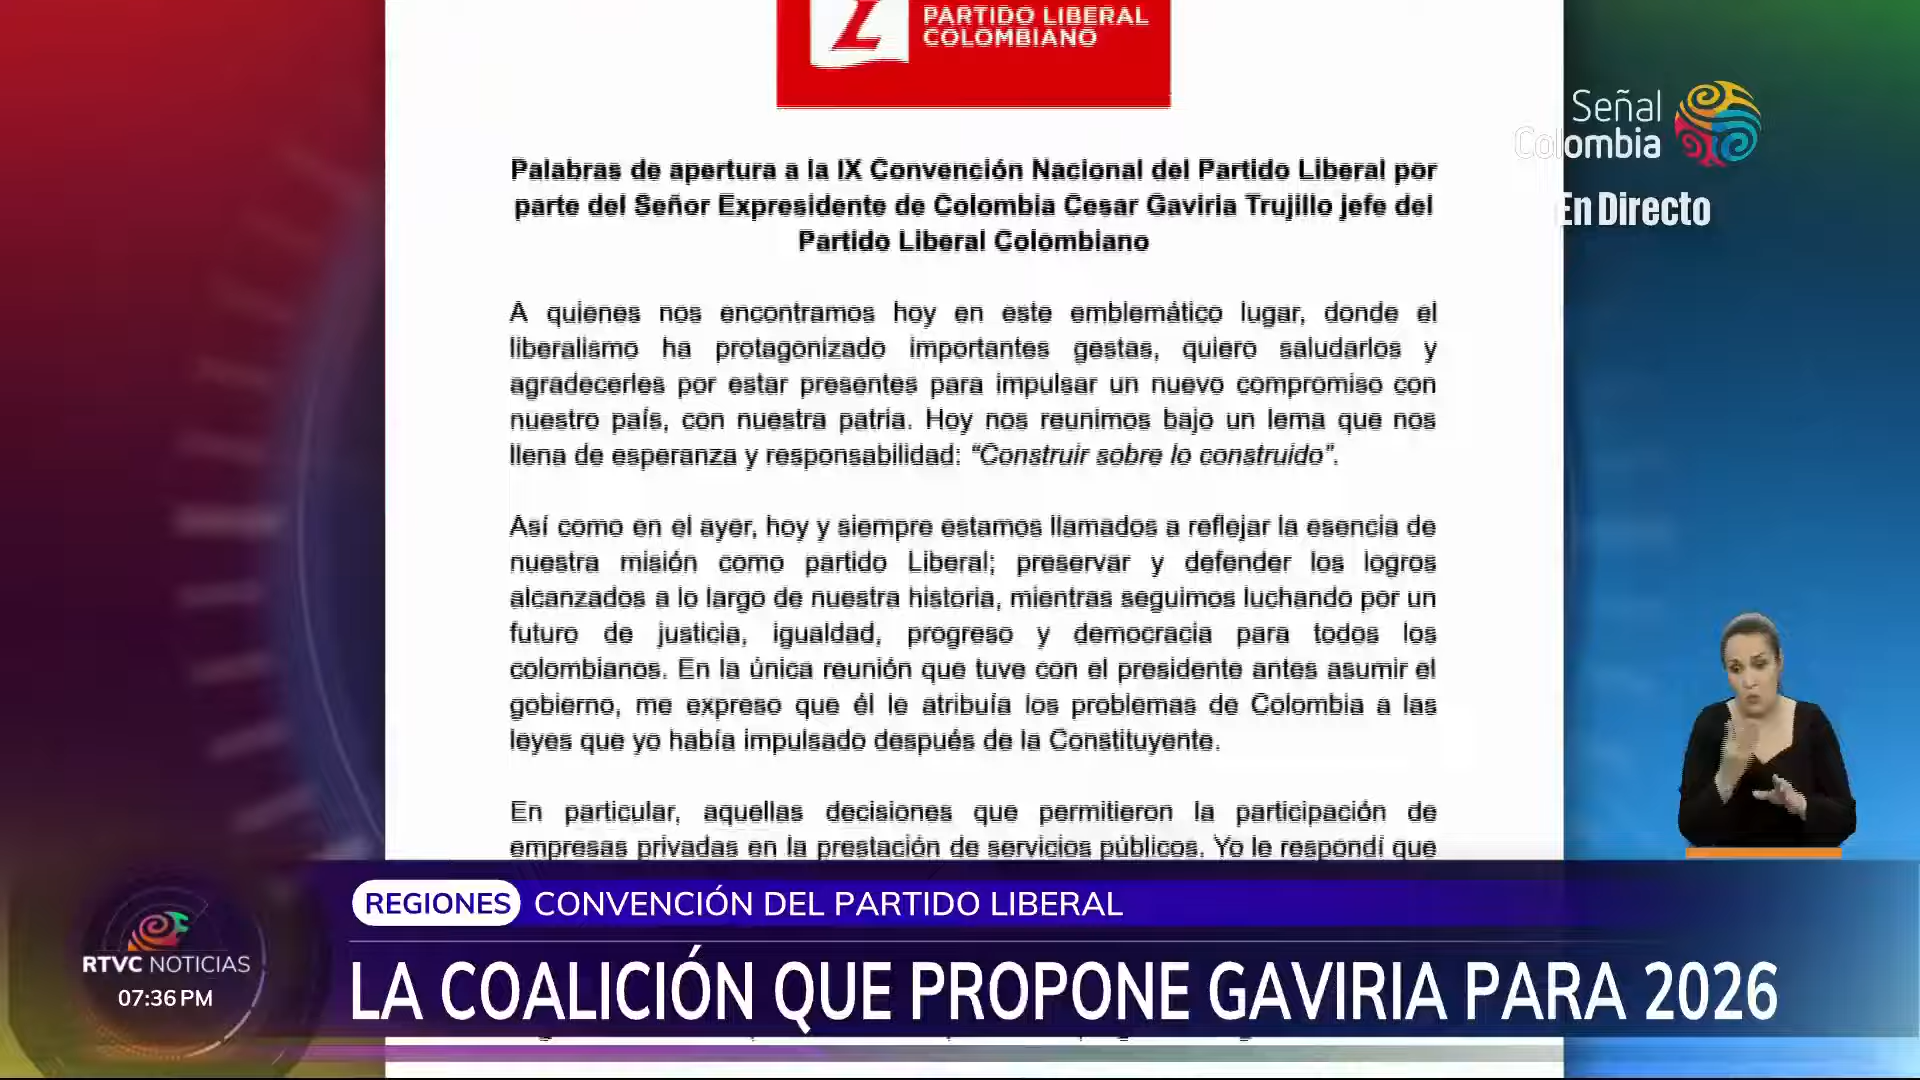 PARTIDO LIBERAL
COLOMBIANO
Señal
Colombia
En Directo
Palabras de apertura a la IX Convención Nacional del Partido Liberal por
parte del Señor Expresidente de Colombia Cesar Gaviria Trujillo jefe del
Partido Liberal Colombiano
A quienes nos encontramos hoy en este emblemático lugar, donde el
liberalismo ha protagonizado importantes gestas, quiero saludarlos y
agradecerles por estar presentes para impulsar un nuevo compromiso con
nuestro país, con nuestra patria. Hoy nos reunimos bajo un lema que nos
llena de esperanza y responsabilidad: “Construir sobre lo construido”.
Así como en el ayer, hoy y siempre estamos llamados a reflejar la esencia de
nuestra misión como partido Liberal; preservar y defender los logros
alcanzados a lo largo de nuestra historia, mientras seguimos luchando por un
futuro de justicia, igualdad, progreso y democracia para todos los
colombianos. En la única reunión que tuve con el presidente antes asumir el
gobierno, me expreso que él le atribuía los problemas de Colombia a las
leyes que yo había impulsado después de la Constituyente.
En particular, aquellas decisiones que permitieron la participación de
empresas privadas en la prestación de servicios públicos. Yo le respondí que
REGIONES CONVENCIÓN DEL PARTIDO LIBERAL
LA COALICIÓN QUE PROPONE GAVIRIA PARA 2026
RTVC NOTICIAS
07:36 PM